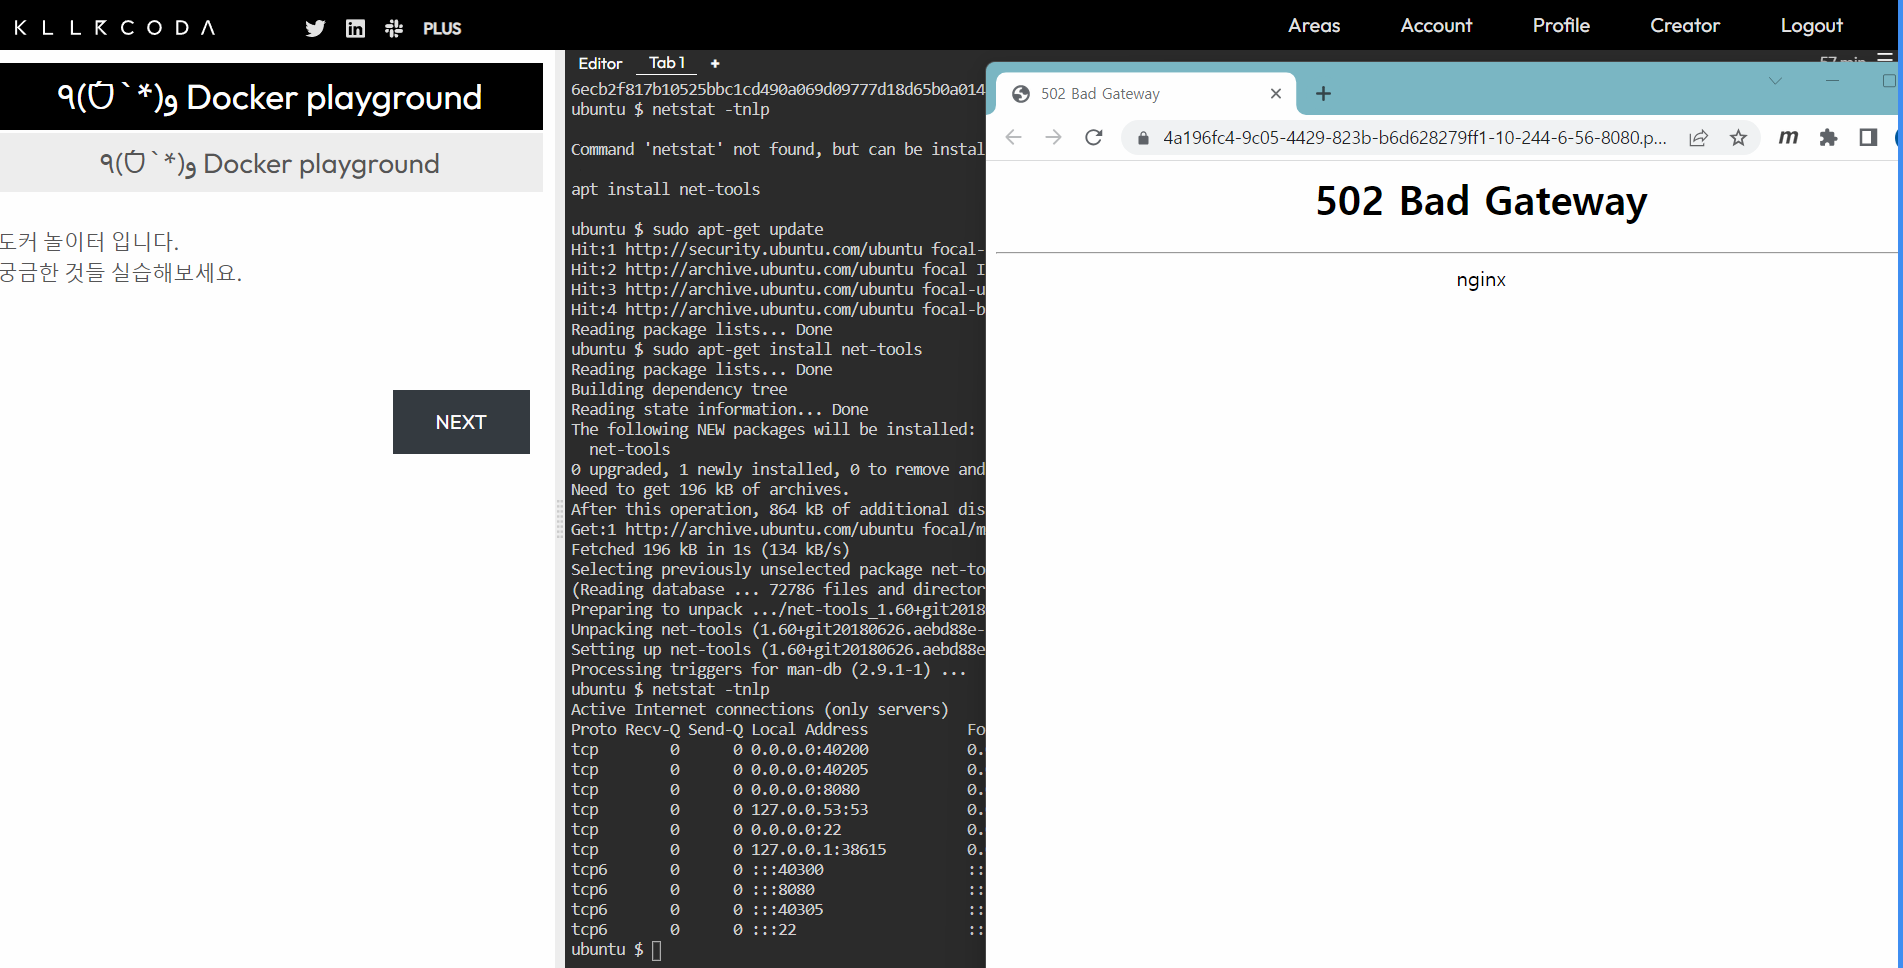 KLLRCODA
PLUS
Areas
Account
Profile
Creator
Logout
٩(Ò`*)و Docker playground
٩(Ò`*)و Docker playground
도커 놀이터 입니다.
궁금한 것들 실습해보세요.
NEXT
Editor
Tab 1
+
57 min
6ecb2f817b10525bbc1cd490a069d09777d18d65b0a014
ubuntu $ netstat -tnlp
Command 'netstat' not found, but can be instal
apt install net-tools
ubuntu $ sudo apt-get update
Hit:1 http://security.ubuntu.com/ubuntu focal-
Hit:2 http://archive.ubuntu.com/ubuntu focal I
Hit:3 http://archive.ubuntu.com/ubuntu focal-u
Hit:4 http://archive.ubuntu.com/ubuntu focal-b
Reading package lists... Done
ubuntu $ sudo apt-get install net-tools
Reading package lists... Done
Building dependency tree
Reading state information... Done
The following NEW packages will be installed:
net-tools
0 upgraded, 1 newly installed, 0 to remove and
Need to get 196 kB of archives.
After this operation, 864 kB of additional dis
Get:1 http://archive.ubuntu.com/ubuntu focal/m
Fetched 196 kB in 1s (134 kB/s)
Selecting previously unselected package net-to
(Reading database ... 72786 files and director
Preparing to unpack .../net-tools_1.60+git2018
Unpacking net-tools (1.60+git20180626.aebd88e-
Setting up net-tools (1.60+git20180626.aebd88e
Processing triggers for man-db (2.9.1-1) ...
ubuntu $ netstat -tnlp
Active Internet connections (only servers)
Proto Recv-Q Send-Q Local Address Fo
tcp 0 0 0.0.0.0:40200 0.
tcp 0 0 0.0.0.0:40205 0.
tcp 0 0 0.0.0.0:8080 0.
tcp 0 0 127.0.0.53:53 0.
tcp 0 0 0.0.0.0:22 0.
tcp 0 0 127.0.0.1:38615 0.
tcp6 0 0 :::40300 ::
tcp6 0 0 :::8080 ::
tcp6 0 0 :::40305 ::
tcp6 0 0 :::22 ::
ubuntu $
502 Bad Gateway
4a196fc4-9c05-4429-823b-b6d628279ff1-10-244-6-56-8080.p...
m
502 Bad Gateway
nginx